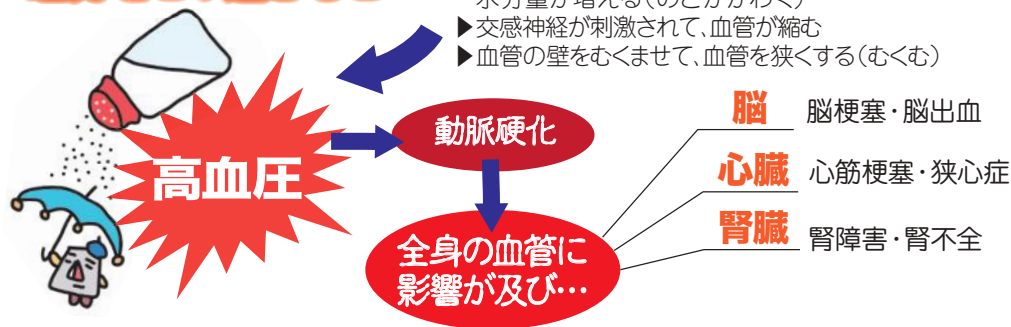 水分量が増える(のどがかわく)
▶交感神経が刺激されて、血管が縮む
▶血管の壁をむくませて、血管を狭くする(むくむ)
高血圧
動脈硬化
全身の血管に
影響が及び…
脳 脳梗塞・脳出血
心臓 心筋梗塞・狭心症
腎臓 腎障害・腎不全